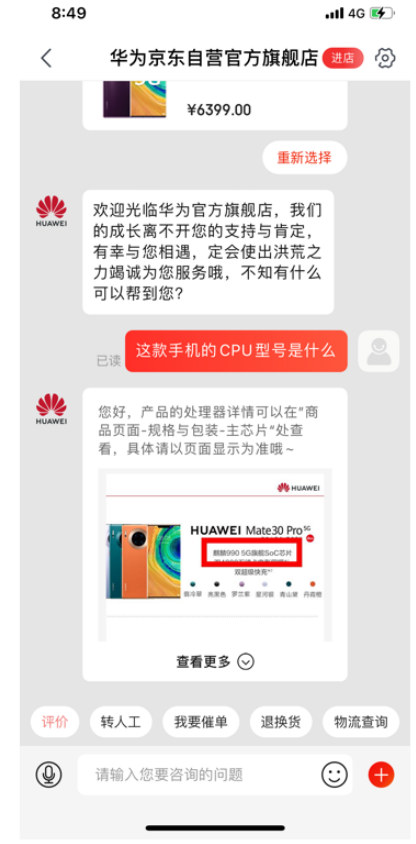 8:49
4G
华为京东自营官方旗舰店 进店
¥6399.00
重新选择
HUAWEI
欢迎光临华为官方旗舰店，我们
的成长离不开您的支持与肯定，
有幸与您相遇，定会使出洪荒之
力竭诚为您服务哦，不知有什么
可以帮到您？
已读
这款手机的CPU型号是什么
HUAWEI
您好，产品的处理器详情可以在"商
品页面-规格与包装-主芯片"处查
看，具体请以页面显示为准哦～
HUAWEI
HUAWEI Mate30 Pro 5G
麒麟990 5G旗舰SoC芯片
双超级快充
翡冷翠 亮黑色 罗兰紫 星河银 青山黛 丹霞橙
查看更多
评价 转人工 我要催单 退换货 物流查询
请输入您要咨询的问题